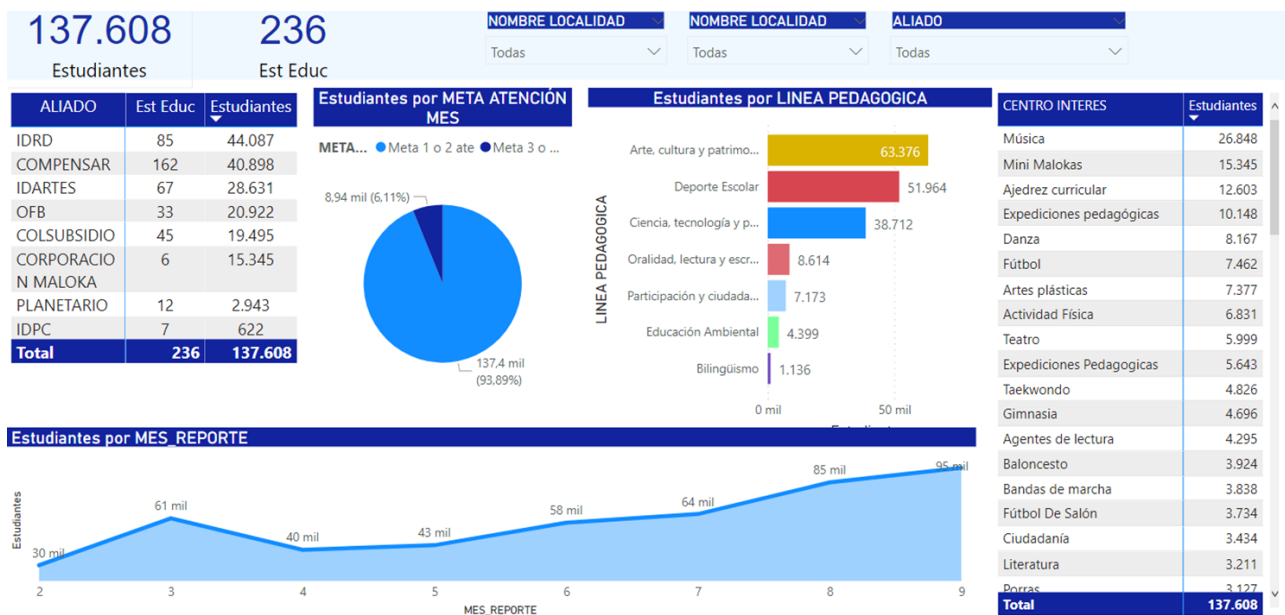 137.608
Estudiantes
236
Est Educ
NOMBRE LOCALIDAD
Todas
NOMBRE LOCALIDAD
Todas
ALIADO
Todas
ALIADO Est Educ Estudiantes
IDRD 85 44.087
COMPENSAR 162 40.898
IDARTES 67 28.631
OFB 33 20.922
COLSUBSIDIO 45 19.495
CORPORACIO 6 15.345
N MALOKA
PLANETARIO 12 2.943
IDPC 7 622
Total 236 137.608
Estudiantes por META ATENCIÓN
MES
META... Meta 1 o 2 ate Meta 3 o ...
8,94 mil (6,11%)
137,4 mil
(93,89%)
Estudiantes por LINEA PEDAGOGICA
LINEA PEDAGOGICA
Arte, cultura y patrimo... 63.376
Deporte Escolar 51.964
Ciencia, tecnología y p... 38.712
Oralidad, lectura y escr... 8.614
Participación y ciudada... 7.173
Educación Ambiental 4.399
Bilingüismo 1.136
0 mil 50 mil
CENTRO INTERES Estudiantes
Música 26.848
Mini Malokas 15.345
Ajedrez curricular 12.603
Expediciones pedagógicas 10.148
Danza 8.167
Fútbol 7.462
Artes plásticas 7.377
Actividad Física 6.831
Teatro 5.999
Expediciones Pedagogicas 5.643
Taekwondo 4.826
Gimnasia 4.696
Agentes de lectura 4.295
Baloncesto 3.924
Bandas de marcha 3.838
Fútbol De Salón 3.734
Ciudadanía 3.434
Literatura 3.211
Porras 3.127
Total 137.608
Estudiantes por MES_REPORTE
Estudiantes
30 mil
61 mil
40 mil
43 mil
58 mil
64 mil
85 mil
95 mil
2 3 4 5 6 7 8 9
MES_REPORTE